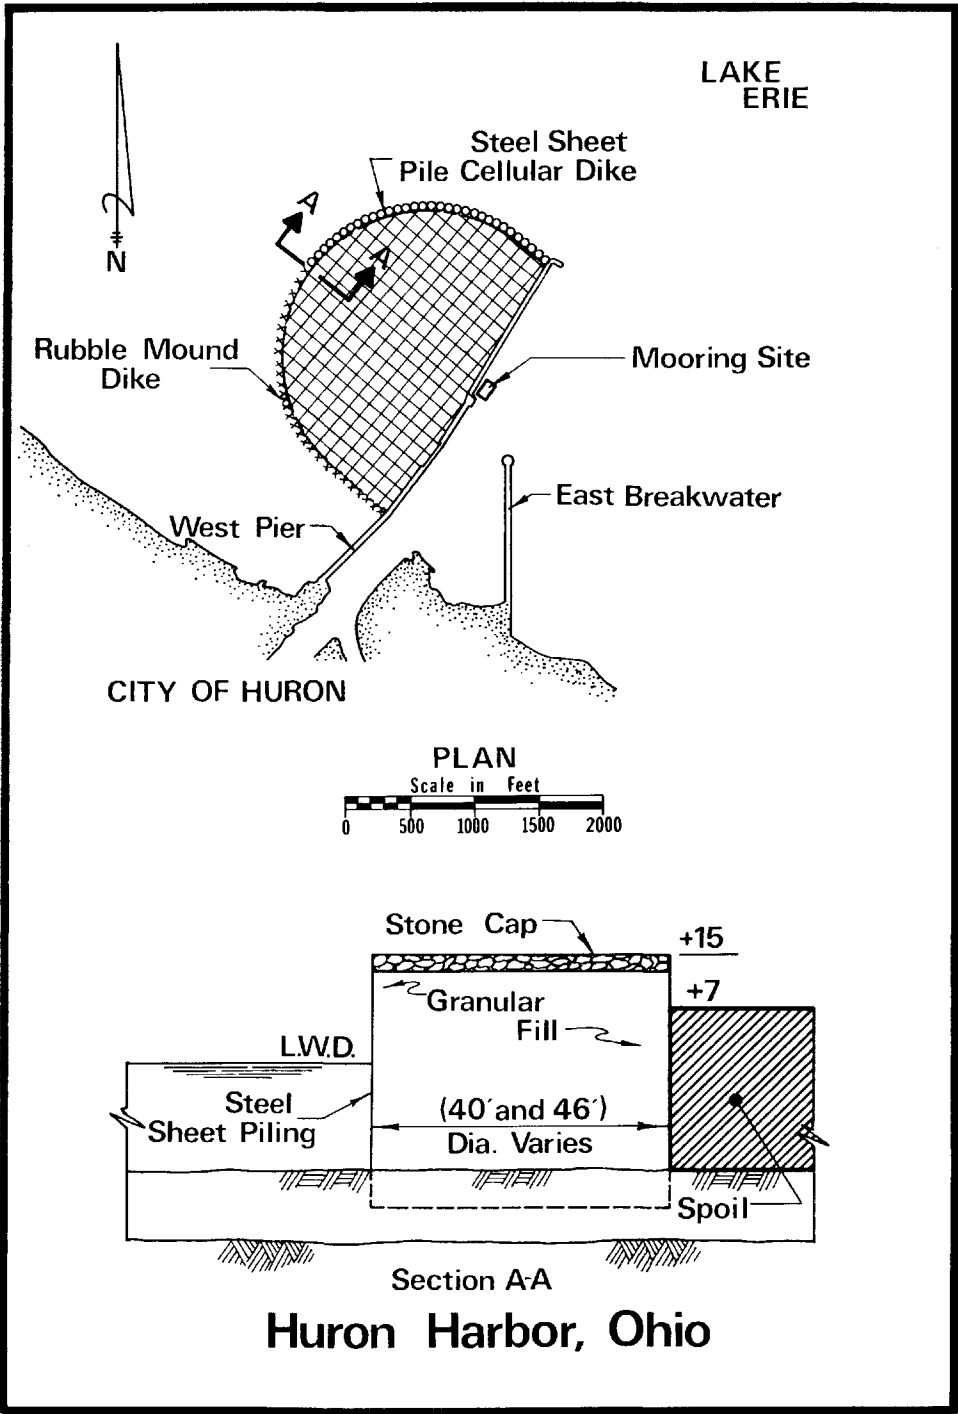 LAKE
ERIE
Steel Sheet
Pile Cellular Dike
A
A
N
Rubble Mound
Dike
Mooring Site
East Breakwater
West Pier
CITY OF HURON
PLAN
Scale in Feet
0 500 1000 1500 2000
Stone Cap
+15
+7
Granular
Fill
L.W.D.
Steel
Sheet Piling
(40' and 46')
Dia. Varies
Spoil
Section A-A
Huron Harbor, Ohio